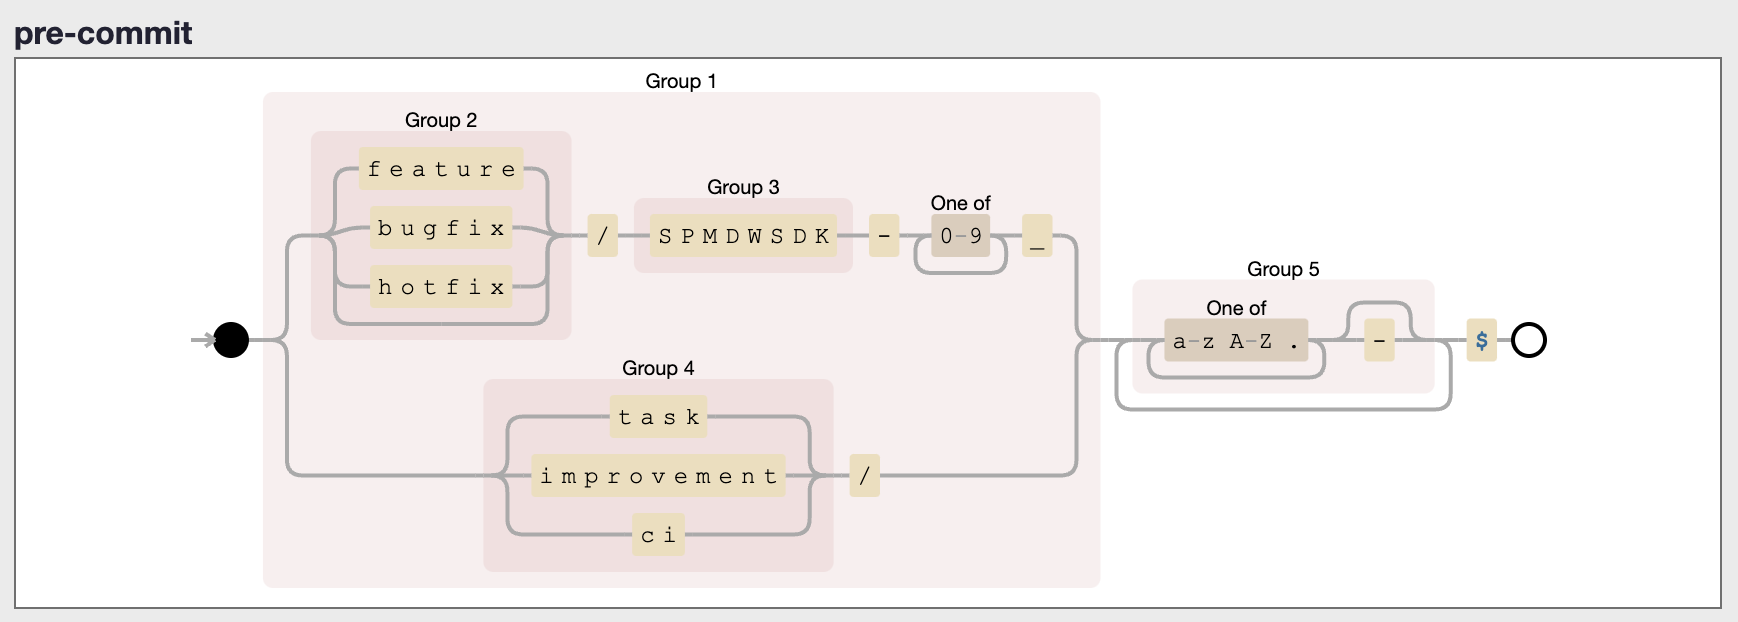 pre-commit
Group 1
Group 2
feature
bugfix
hotfix
/
Group 3
SPMDWSDK
-
One of
0-9
_
Group 4
task
improvement
ci
/
Group 5
One of
a-z A-Z .
-
$